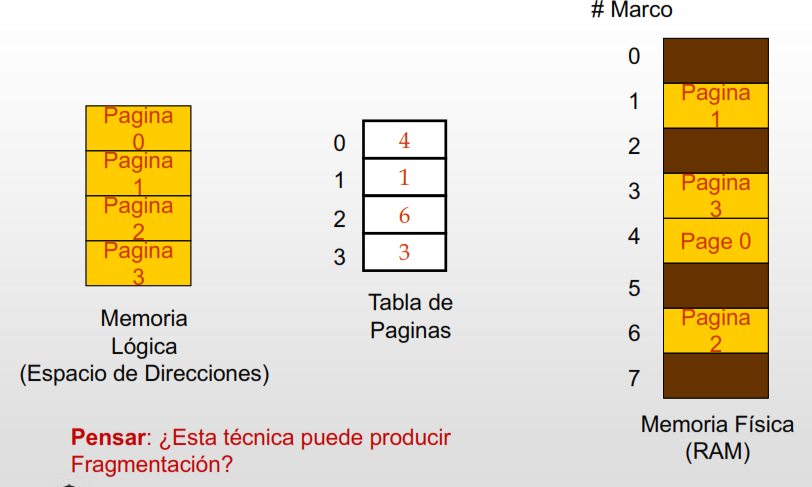 # Marco
0
1
2
3
4
5
6
7
Pagina
1
Pagina
3
Page 0
Pagina
2
Pagina
0
Pagina
1
Pagina
2
Pagina
3
Memoria
Lógica
(Espacio de Direcciones)
0 4
1 1
2 6
3 3
Tabla de
Paginas
Memoria Física
(RAM)
Pensar: ¿Esta técnica puede producir
Fragmentación?